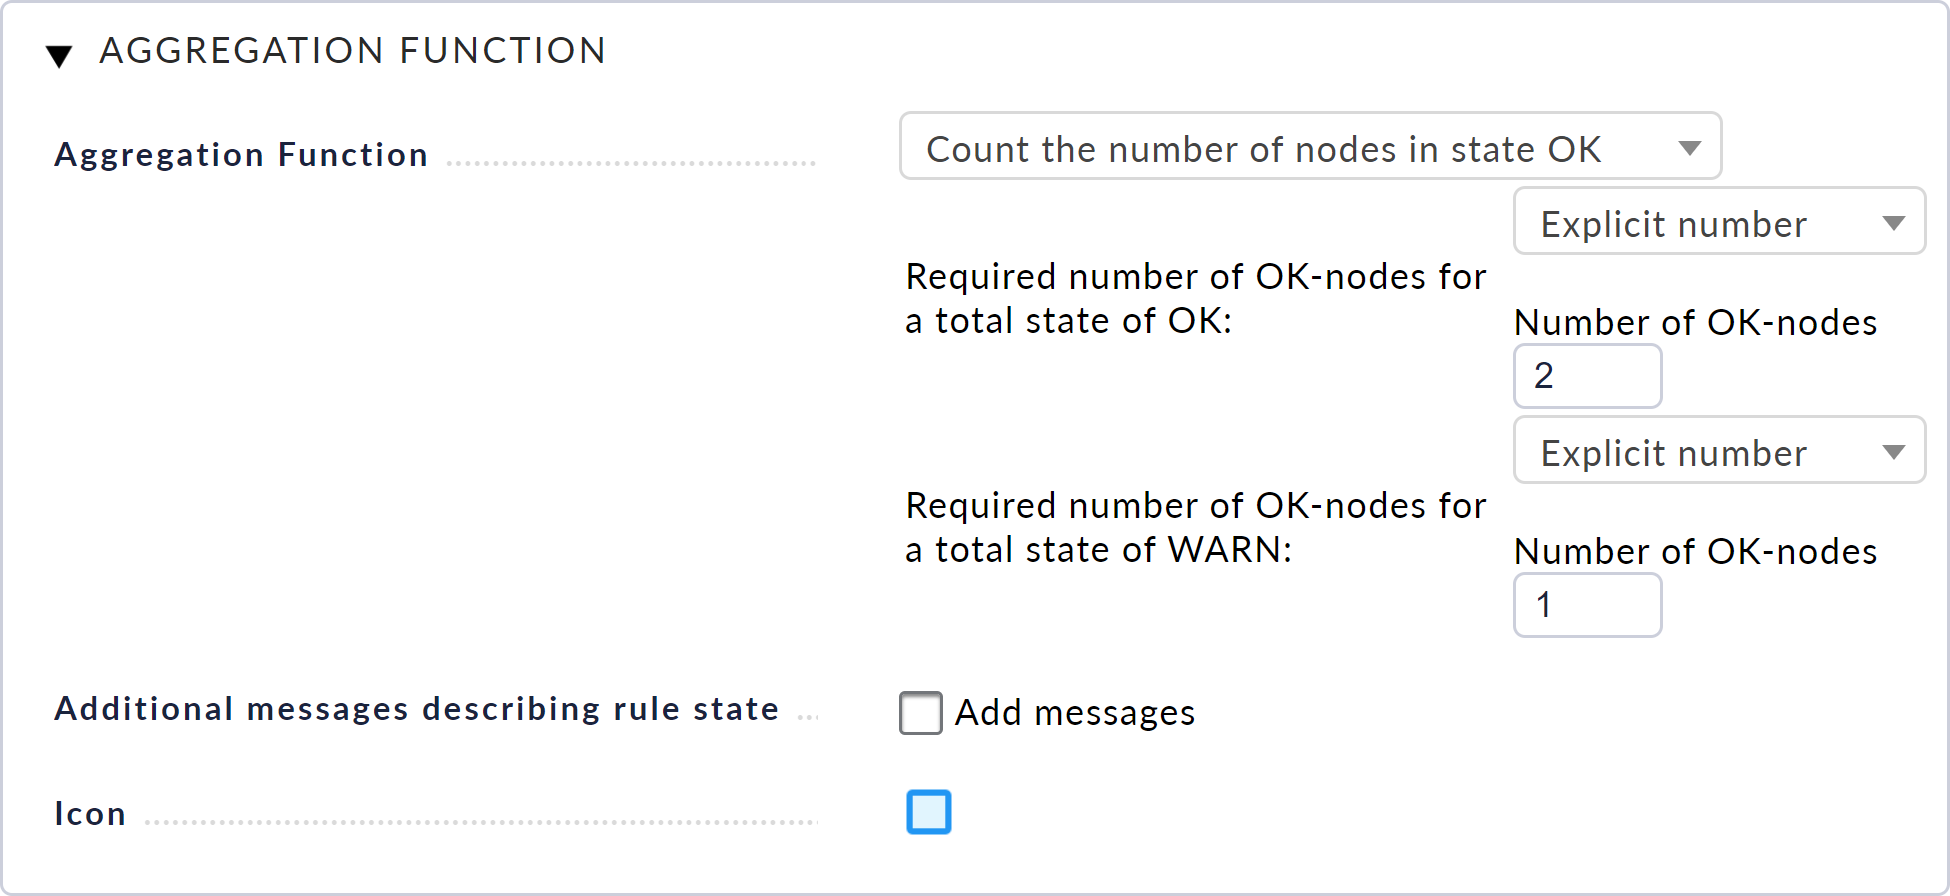 AGGREGATION FUNCTION
Aggregation Function
Count the number of nodes in state OK
Required number of OK-nodes for
a total state of OK:
Explicit number
Number of OK-nodes
2
Required number of OK-nodes for
a total state of WARN:
Explicit number
Number of OK-nodes
1
Additional messages describing rule state
Add messages
Icon